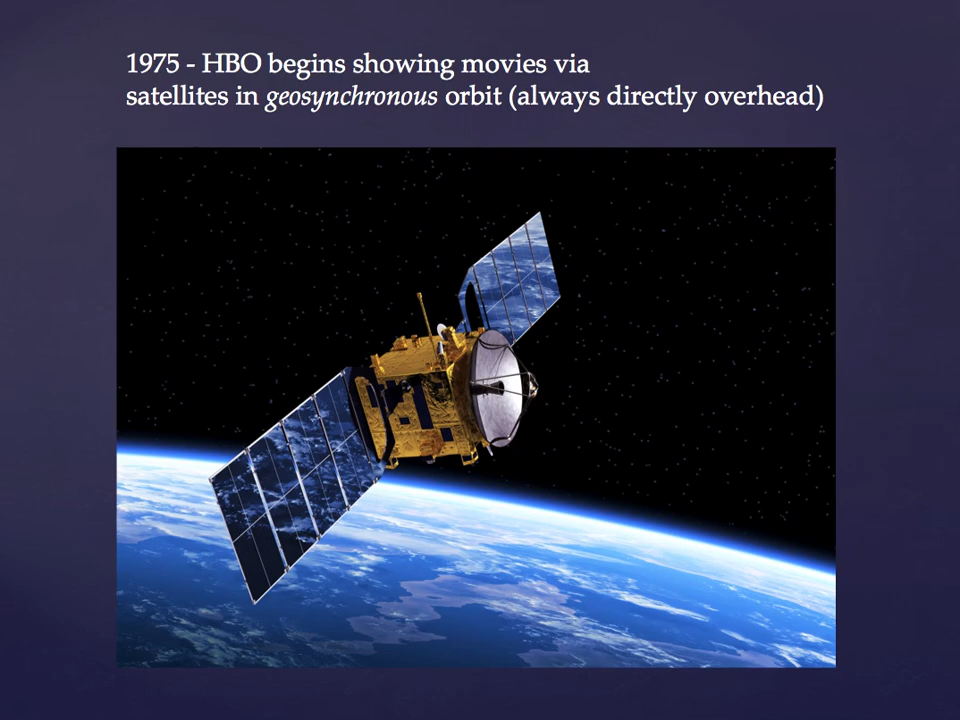 1975 - HBO begins showing movies via
satellites in geosynchronous orbit (always directly overhead)